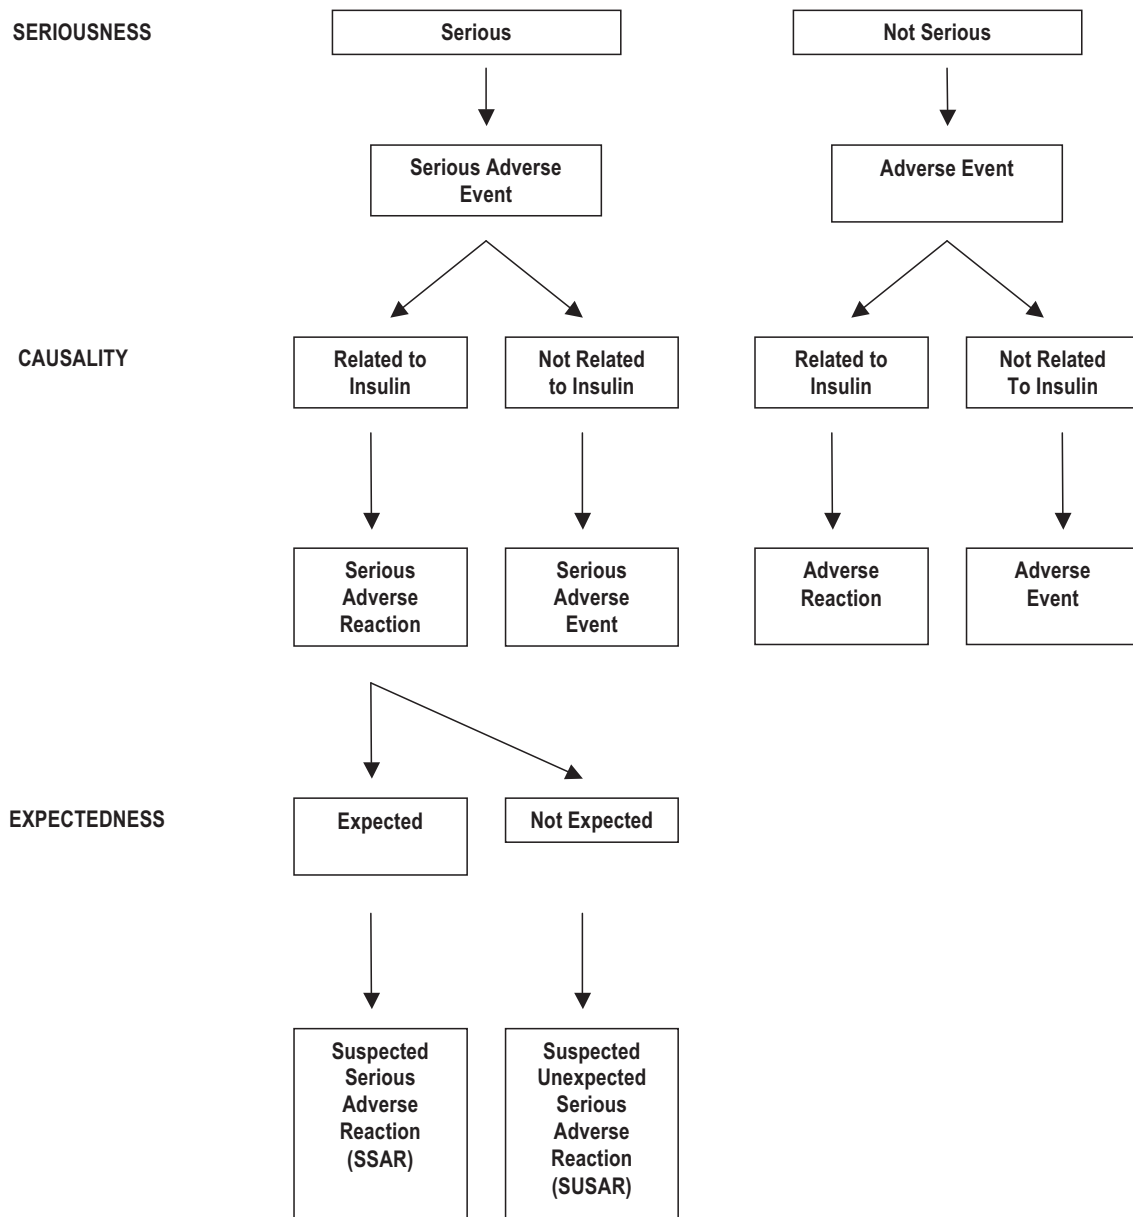 SERIOUSNESS
Serious
Not Serious
Serious Adverse
Event
Adverse Event
CAUSALITY
Related to
Insulin
Not Related
to Insulin
Related to
Insulin
Not Related
To Insulin
Serious
Adverse
Reaction
Serious
Adverse
Event
Adverse
Reaction
Adverse
Event
EXPECTEDNESS
Expected
Not Expected
Suspected
Serious
Adverse
Reaction
(SSAR)
Suspected
Unexpected
Serious
Adverse
Reaction
(SUSAR)